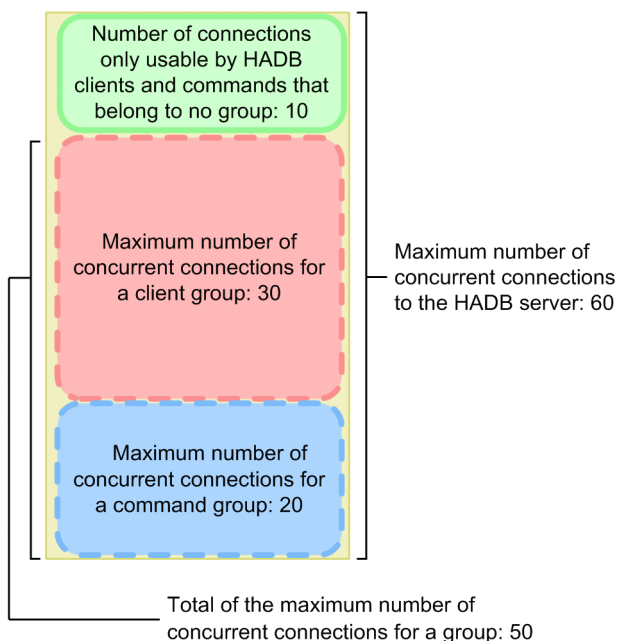 Number of connections
only usable by HADB
clients and commands that
belong to no group: 10
Maximum number of
concurrent connections for
a client group: 30
Maximum number of
concurrent connections
to the HADB server: 60
Maximum number of
concurrent connections for
a command group: 20
Total of the maximum number of
concurrent connections for a group: 50